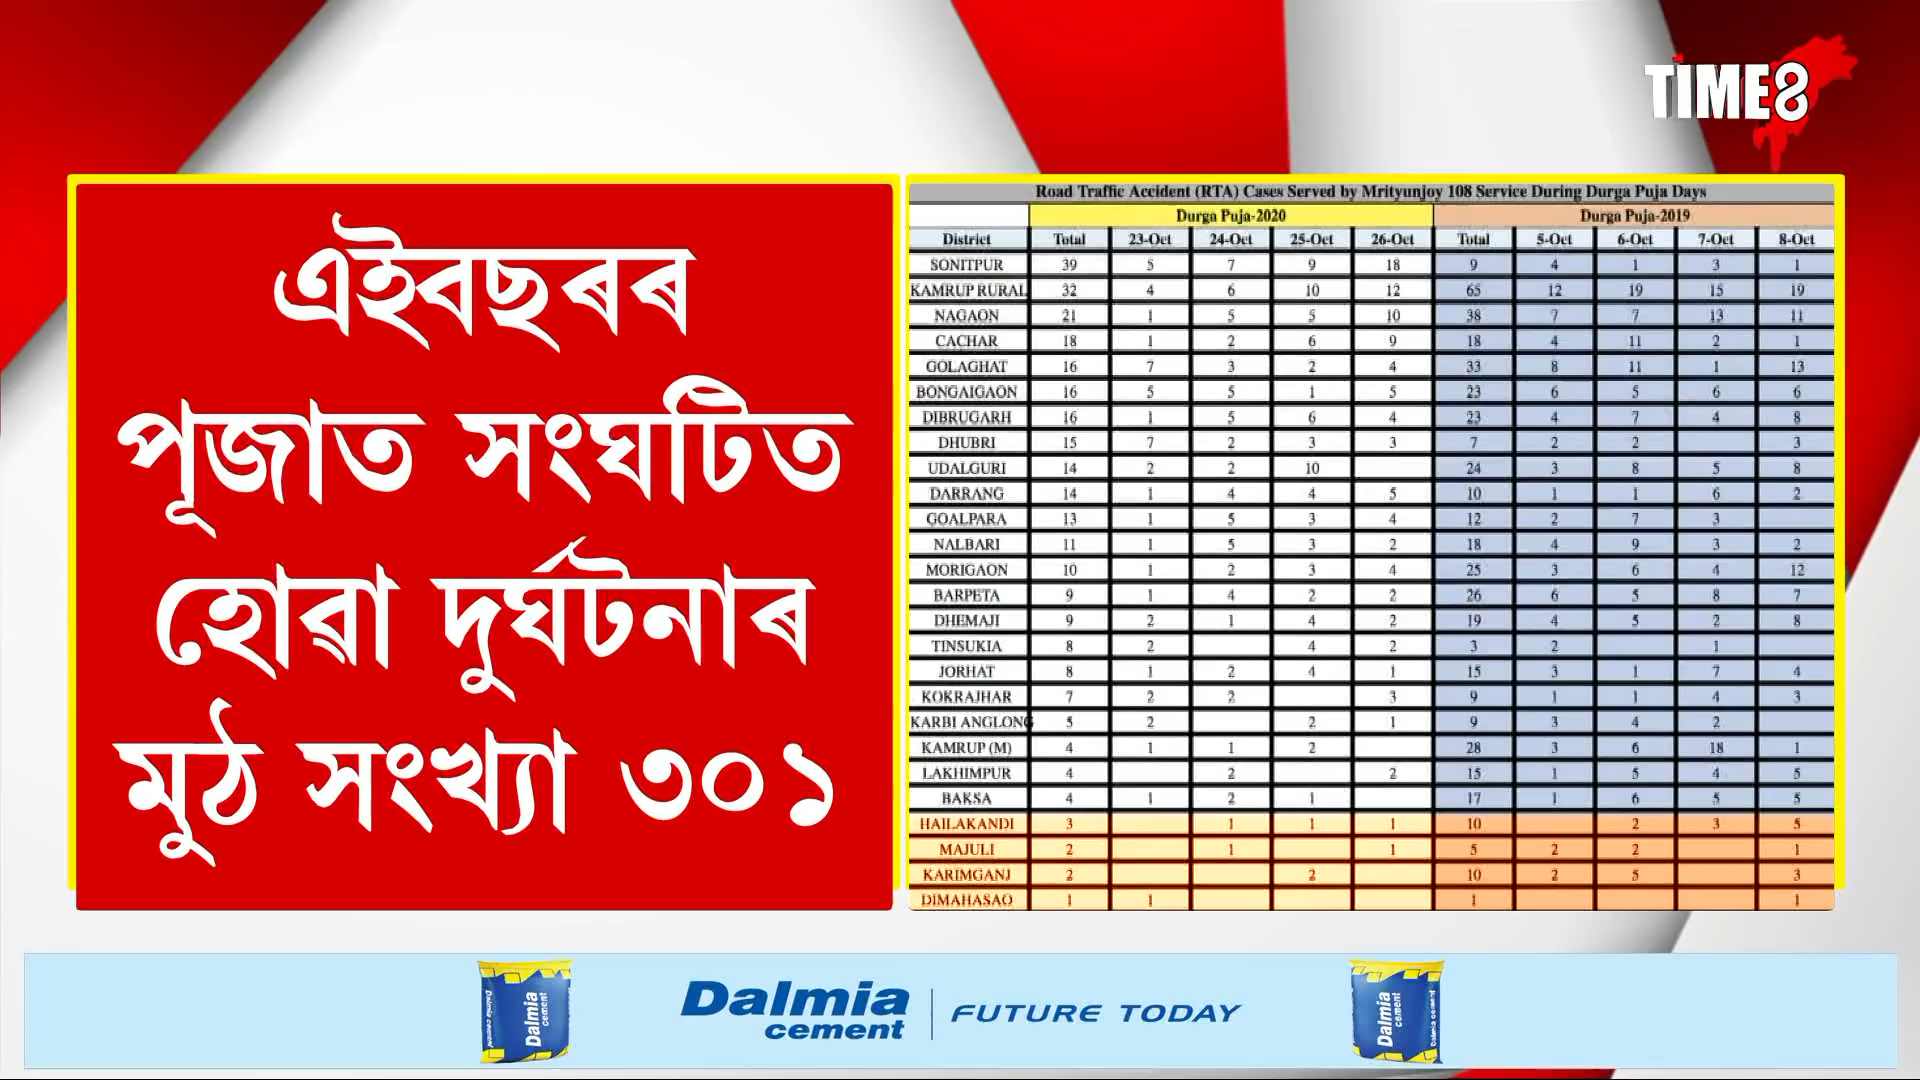 TIME8
এইবছৰৰ
পূজাত সংঘটিত
হোৱা দুৰ্ঘটনাৰ
মুঠ সংখ্যা ৩০১
Road Traffic Accident (RTA) Cases Served by Mrityunjoy 108 Service During Durga Puja Days
Durga Puja-2020 Durga Puja-2019
District Total 23-Oct 24-Oct 25-Oct 26-Oct Total 5-Oct 6-Oct 7-Oct 8-Oct
SONITPUR 39 5 7 9 18 9 4 1 3 1
KAMRUP RURAL 32 4 6 10 12 65 12 19 15 19
NAGAON 21 1 5 5 10 38 7 7 13 11
CACHAR 18 1 2 6 9 18 4 11 2 1
GOLAGHAT 16 7 3 2 4 33 8 11 1 13
BONGAIGAON 16 5 5 1 5 23 6 5 6 6
DIBRUGARH 16 1 5 6 4 23 4 7 4 8
DHUBRI 15 7 2 3 3 7 2 2 3
UDALGURI 14 2 2 10 24 3 8 5 8
DARRANG 14 1 4 4 5 10 1 1 6 2
GOALPARA 13 1 5 3 4 12 2 7 3
NALBARI 11 1 5 3 2 18 4 9 3 2
MORIGAON 10 1 2 3 4 25 3 6 4 12
BARPETA 9 1 4 2 2 26 6 5 8 7
DHEMAJI 9 2 1 4 2 19 4 5 2 8
TINSUKIA 8 2 4 2 3 2 1
JORHAT 8 1 2 4 1 15 3 1 7 4
KOKRAJHAR 7 2 2 3 9 1 1 4 3
KARBI ANGLONG 5 2 2 1 9 3 4 2
KAMRUP (M) 4 1 1 2 28 3 6 18 1
LAKHIMPUR 4 2 2 15 1 5 4 5
BAKSA 4 1 2 1 17 1 6 5 5
HAILAKANDI 3 1 1 1 10 2 3 5
MAJULI 2 1 1 5 2 2 1
KARIMGANJ 2 2 10 2 5 3
DIMAHASAO 1 1 1 1
Dalmia cement FUTURE TODAY
Dalmia cement
Dalmia cement